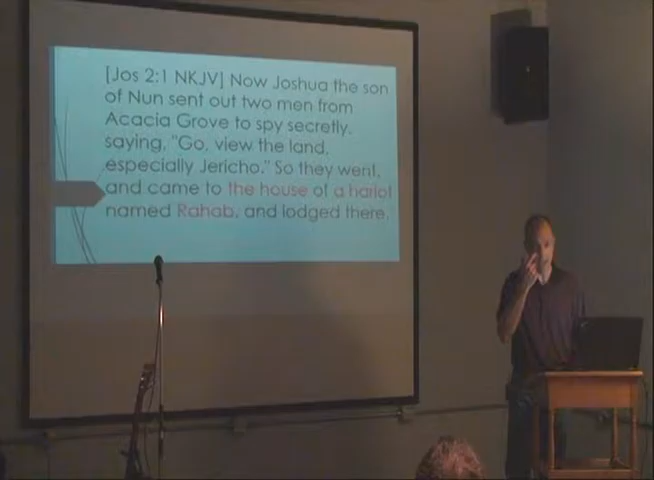 [Jos 2:1 NKJV] Now Joshua the son
of Nun sent out two men from
Acacia Grove to spy secretly,
saying, "Go, view the land,
especially Jericho." So they went,
and came to the house of a harlot
named Rahab, and lodged there.